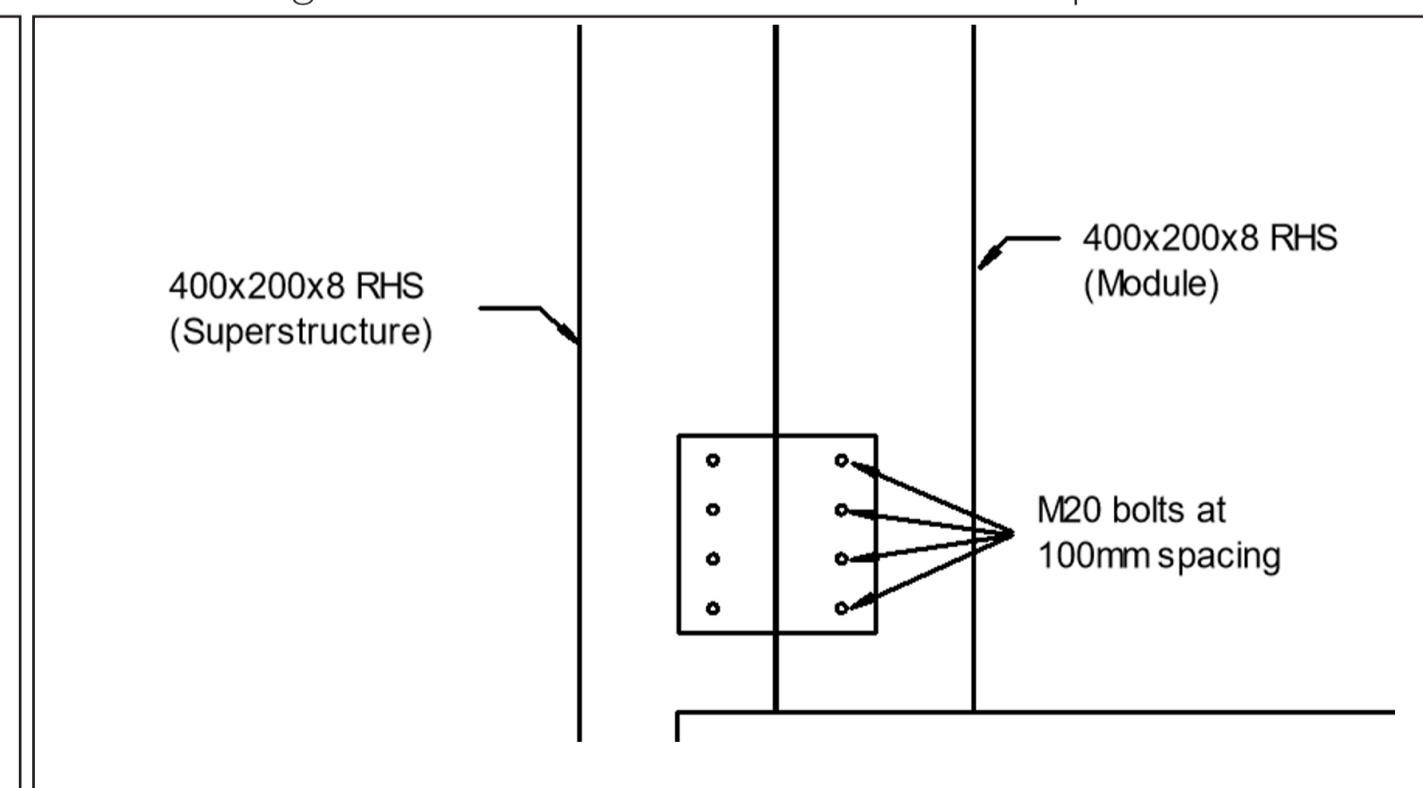 400x200x8 RHS
(Superstructure)
400x200x8 RHS
(Module)
M20 bolts at
100mm spacing